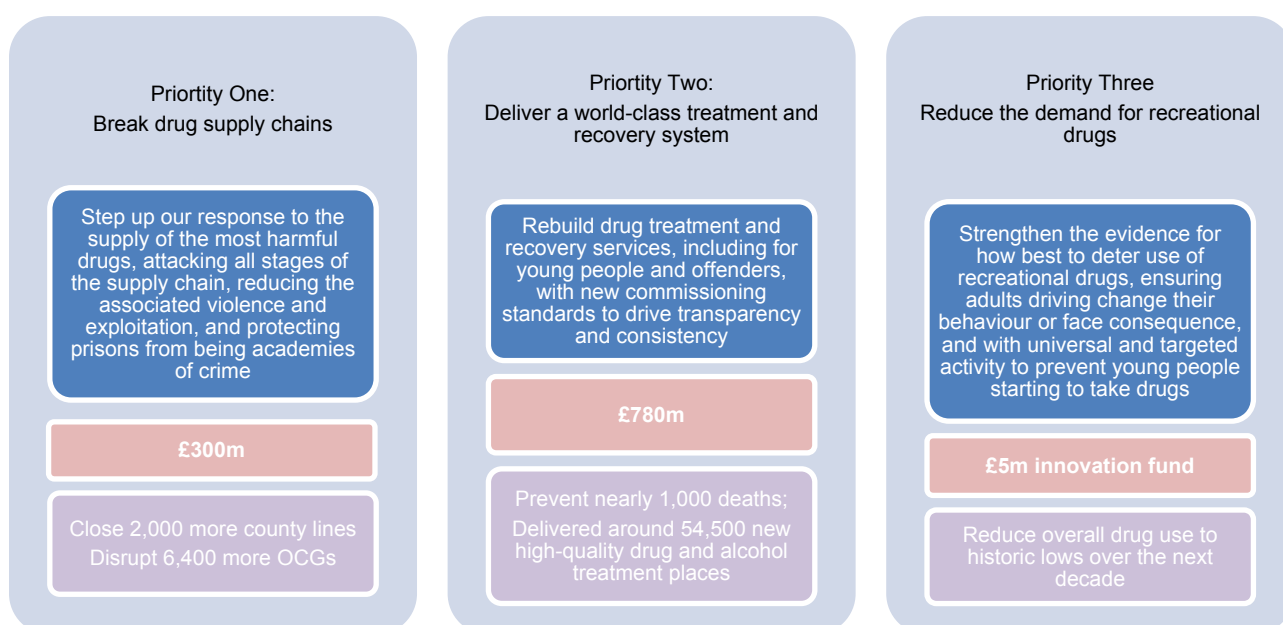 Priortity One:
Break drug supply chains
Step up our response to the
supply of the most harmful
drugs, attacking all stages of
the supply chain, reducing the
associated violence and
exploitation, and protecting
prisons from being academies
of crime
£300m
Close 2,000 more county lines
Disrupt 6,400 more OCGs
Priortity Two:
Deliver a world-class treatment and
recovery system
Rebuild drug treatment and
recovery services, including for
young people and offenders,
with new commissioning
standards to drive transparency
and consistency
£780m
Prevent nearly 1,000 deaths;
Delivered around 54,500 new
high-quality drug and alcohol
treatment places
Priority Three
Reduce the demand for recreational
drugs
Strengthen the evidence for
how best to deter use of
recreational drugs, ensuring
adults driving change their
behaviour or face consequence,
and with universal and targeted
activity to prevent young people
starting to take drugs
£5m innovation fund
Reduce overall drug use to
historic lows over the next
decade